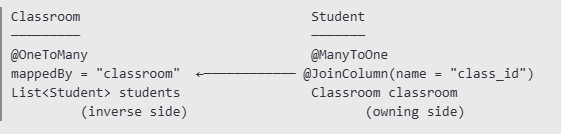 Classroom Student
───────── ───────
@OneToMany @ManyToOne
mappedBy = "classroom" ←──────────── @JoinColumn(name = "class_id")
List<Student> students Classroom classroom
(inverse side) (owning side)